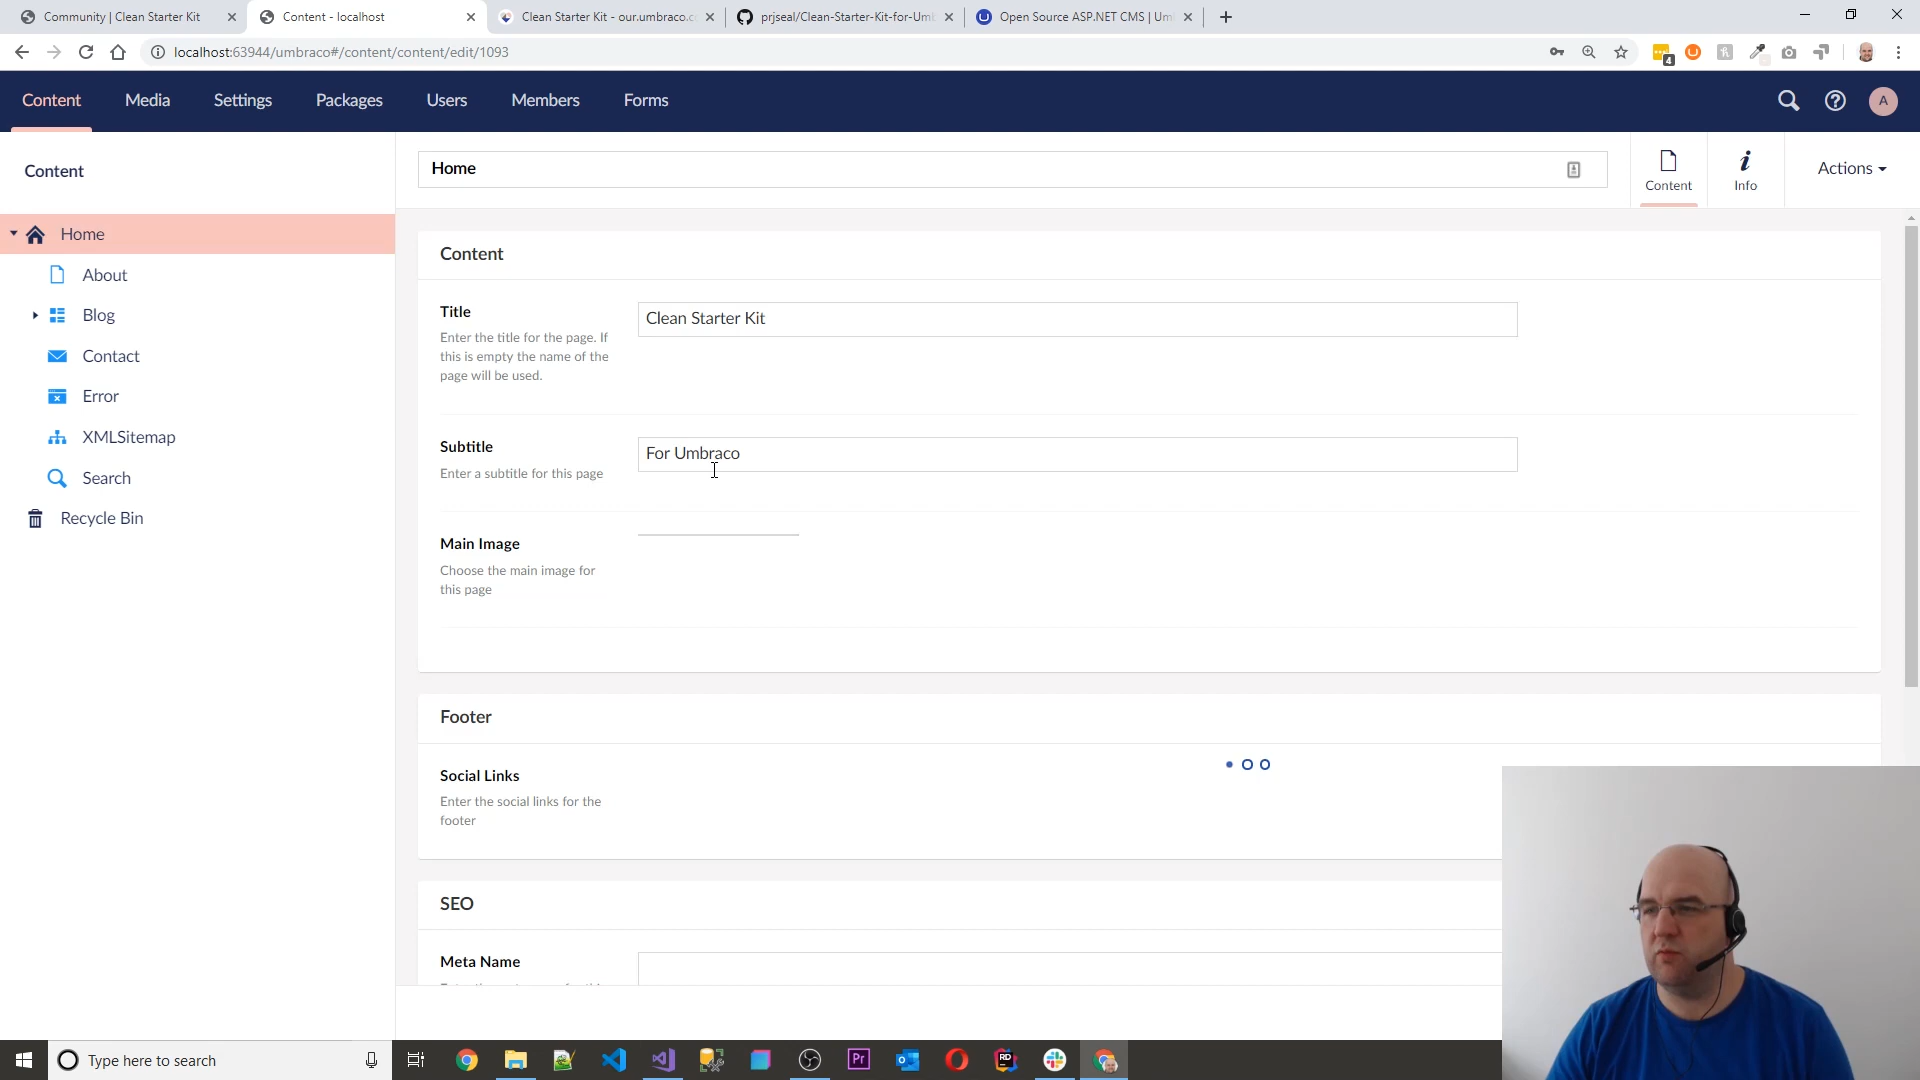 Community | Clean Starter Kit
Content - localhost
Clean Starter Kit - our.umbraco.c
prjseal/Clean-Starter-Kit-for-Um
Open Source ASP.NET CMS | Um
localhost:63944/umbraco#/content/content/edit/1093
4
Content
Media
Settings
Packages
Users
Members
Forms
A
Content
Home
Content
Info
Actions
Home
About
Blog
Contact
Error
XMLSitemap
Search
Recycle Bin
Content
Title
Enter the title for the page. If
this is empty the name of the
page will be used.
Clean Starter Kit
Subtitle
Enter a subtitle for this page
For Umbraco
Main Image
Choose the main image for
this page
Footer
Social Links
Enter the social links for the
footer
SEO
Meta Name
Type here to search
Pr
RD